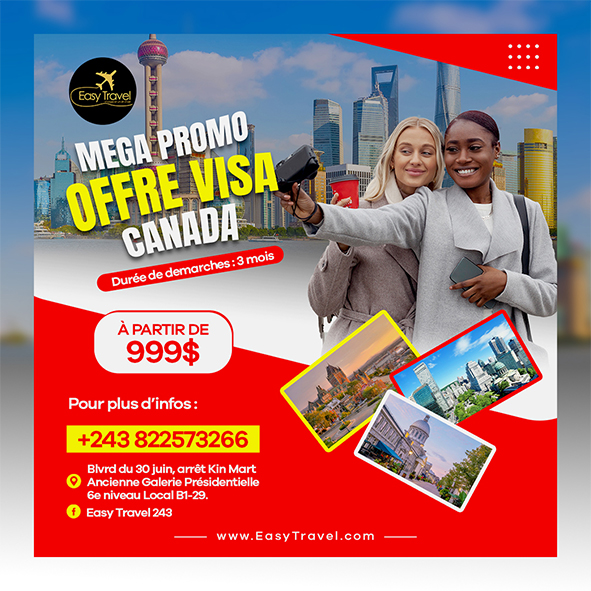 Easy Travel
MEGA PROMO
OFFRE VISA
CANADA
Durée de demarches : 3 mois
À PARTIR DE
999$
Pour plus d'infos :
+243 822573266
Blvrd du 30 juin, arrêt Kin Mart
Ancienne Galerie Présidentielle
6e niveau Local B1-29.
Easy Travel 243
www.EasyTravel.com